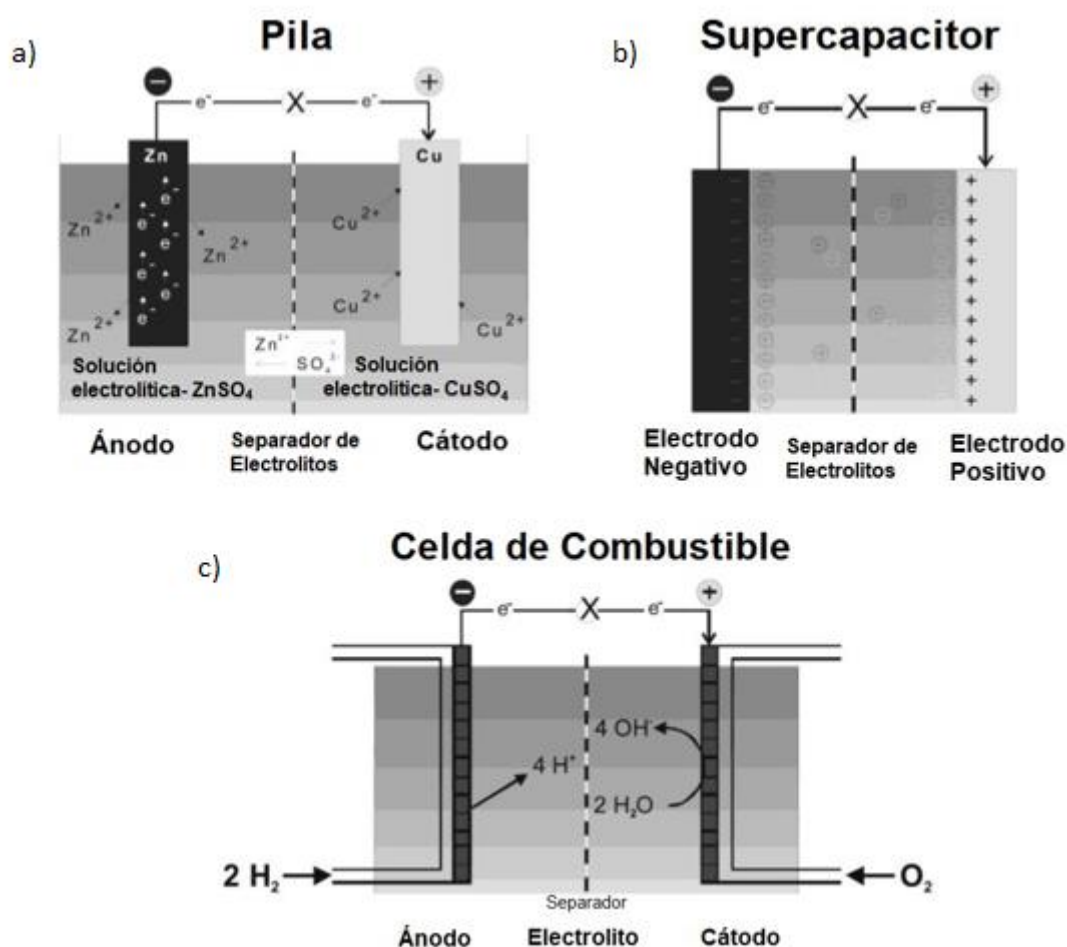 a)
Pila
−
+
e⁻
X
e⁻
Zn
Cu
e⁻
e⁻
e⁻
e⁻
e⁻
e⁻
e⁻
Zn²⁺
Zn²⁺
Zn²⁺
Cu²⁺
Cu²⁺
Cu²⁺
Zn²⁺
SO₄²⁻
Solución
electrolítica- ZnSO₄
Solución
electrolítica- CuSO₄
Ánodo
Separador de
Electrolitos
Cátodo
b)
Supercapacitor
−
+
e⁻
X
e⁻
+
+
+
+
+
+
+
+
+
+
+
+
Electrodo
Negativo
Separador de
Electrolitos
Electrodo
Positivo
c)
Celda de Combustible
−
+
e⁻
X
e⁻
4 OH⁻
4 H⁺
2 H₂O
2 H₂
O₂
Separador
Ánodo
Electrolito
Cátodo